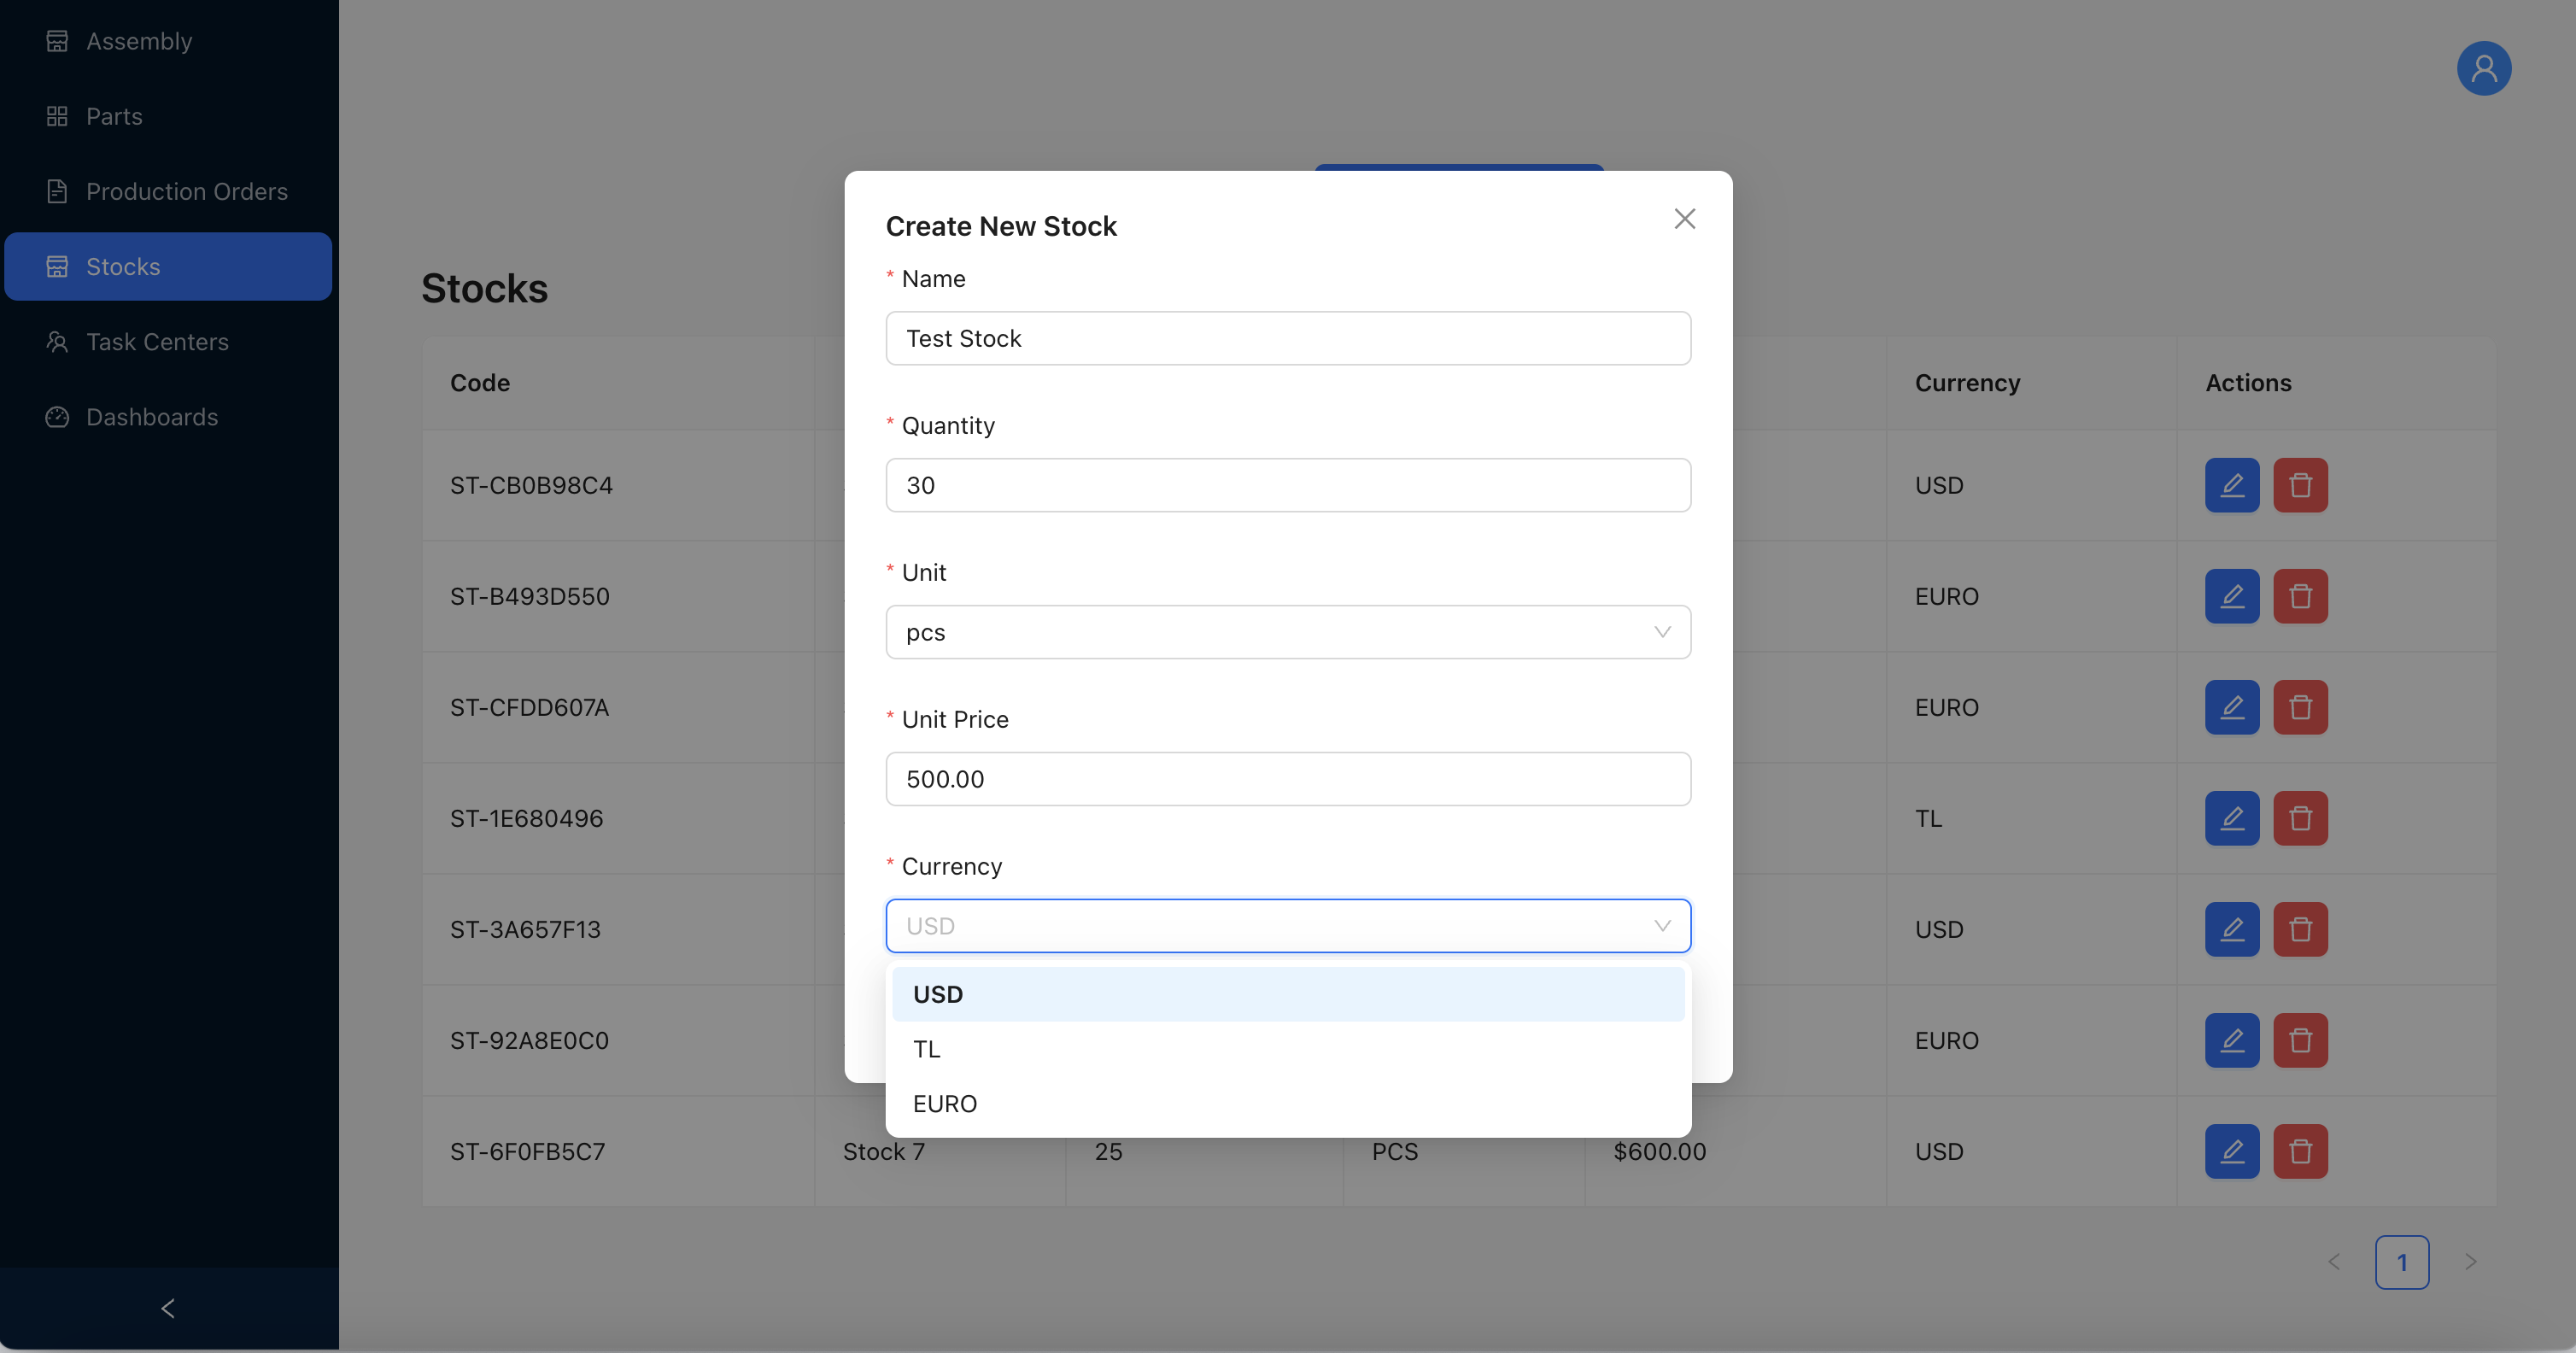 Assembly
Parts
Production Orders
Stocks
Task Centers
Dashboards
Stocks
Code Currency Actions
ST-CB0B98C4 USD
ST-B493D550 EURO
ST-CFDD607A EURO
ST-1E680496 TL
ST-3A657F13 USD
ST-92A8E0C0 EURO
ST-6F0FB5C7 Stock 7 25 PCS $600.00 USD
1
Create New Stock
* Name
Test Stock
* Quantity
30
* Unit
pcs
* Unit Price
500.00
* Currency
USD
USD
TL
EURO